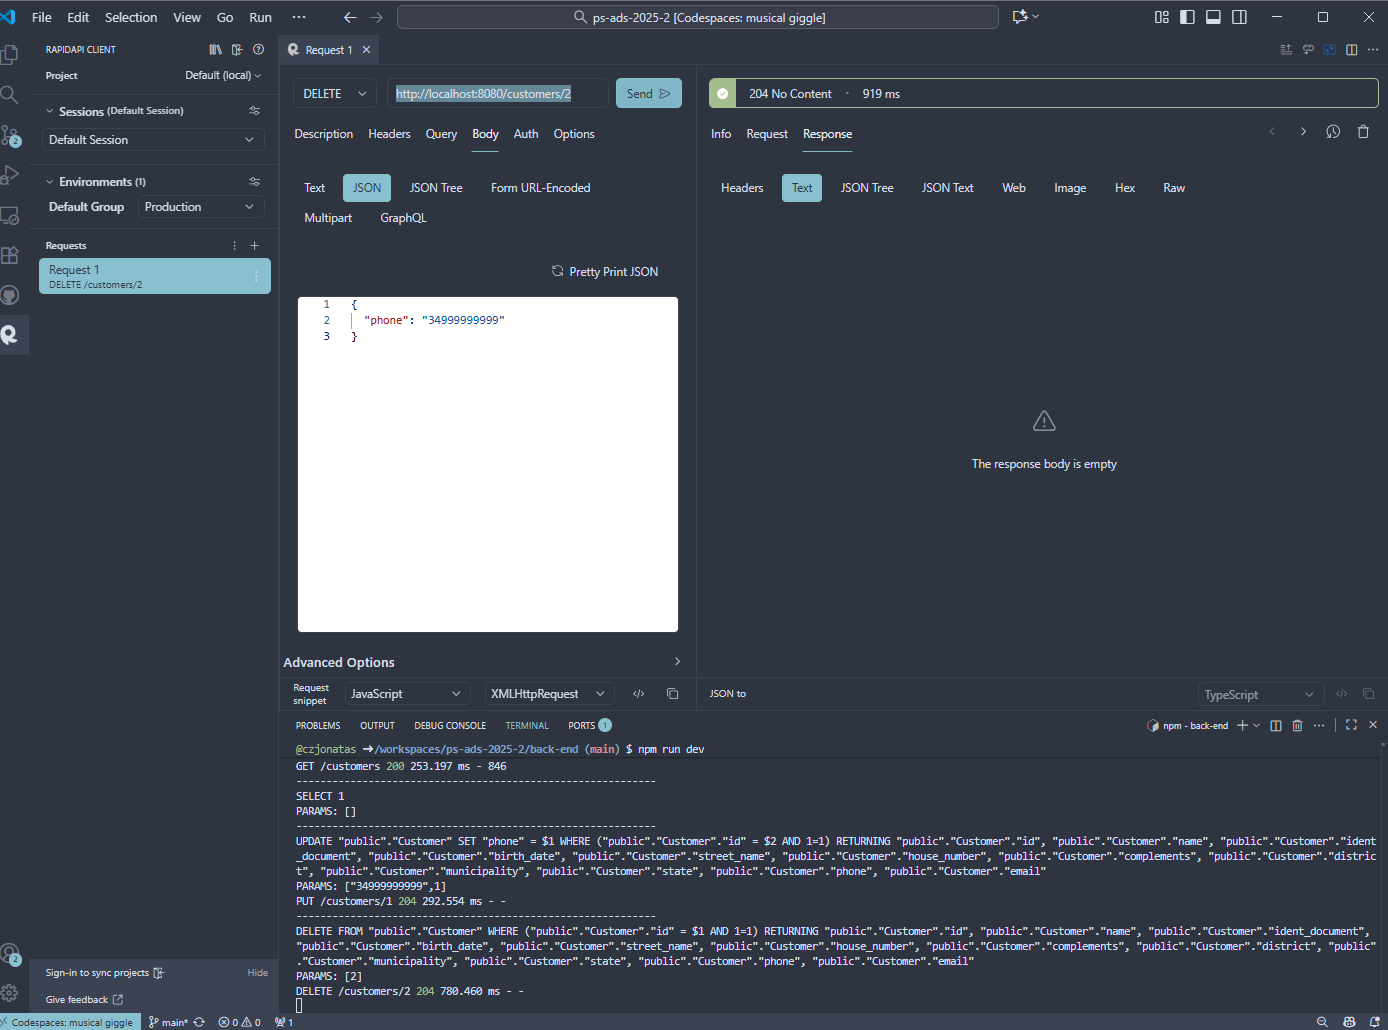 File Edit Selection View Go Run ··· ps-ads-2025-2 [Codespaces: musical giggle]
RAPIDAPI CLIENT
Project Default (local)
Sessions (Default Session)
Default Session
Environments (1)
Default Group Production
Requests
Request 1
DELETE /customers/2
Request 1
DELETE http://localhost:8080/customers/2 Send
Description Headers Query Body Auth Options
Text JSON JSON Tree Form URL-Encoded
Multipart GraphQL
Pretty Print JSON
1 {
2 "phone": "34999999999"
3 }
Advanced Options
Request snippet JavaScript XMLHttpRequest
204 No Content · 919 ms
Info Request Response
Headers Text JSON Tree JSON Text Web Image Hex Raw
The response body is empty
JSON to TypeScript
PROBLEMS OUTPUT DEBUG CONSOLE TERMINAL PORTS 1 npm - back-end
@czjonatas ➜/workspaces/ps-ads-2025-2/back-end (main) $ npm run dev
GET /customers 200 253.197 ms - 846
------------------------------------------------------------
SELECT 1
PARAMS: []
------------------------------------------------------------
UPDATE "public"."Customer" SET "phone" = $1 WHERE ("public"."Customer"."id" = $2 AND 1=1) RETURNING "public"."Customer"."id", "public"."Customer"."name", "public"."Customer"."ident
_document", "public"."Customer"."birth_date", "public"."Customer"."street_name", "public"."Customer"."house_number", "public"."Customer"."complements", "public"."Customer"."distric
t", "public"."Customer"."municipality", "public"."Customer"."state", "public"."Customer"."phone", "public"."Customer"."email"
PARAMS: ["34999999999",1]
PUT /customers/1 204 292.554 ms - -
------------------------------------------------------------
DELETE FROM "public"."Customer" WHERE ("public"."Customer"."id" = $1 AND 1=1) RETURNING "public"."Customer"."id", "public"."Customer"."name", "public"."Customer"."ident_document",
"public"."Customer"."birth_date", "public"."Customer"."street_name", "public"."Customer"."house_number", "public"."Customer"."complements", "public"."Customer"."district", "public"
."Customer"."municipality", "public"."Customer"."state", "public"."Customer"."phone", "public"."Customer"."email"
PARAMS: [2]
DELETE /customers/2 204 780.460 ms - -
2
2
Sign-in to sync projects Hide
Give feedback
Codespaces: musical giggle main* 0 0 1